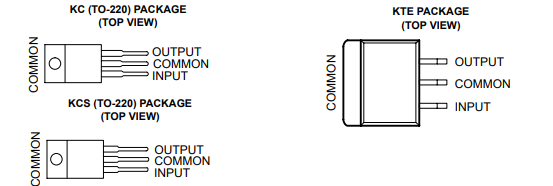 KC (TO-220) PACKAGE
(TOP VIEW)
COMMON
OUTPUT
COMMON
INPUT
KCS (TO-220) PACKAGE
(TOP VIEW)
COMMON
OUTPUT
COMMON
INPUT
KTE PACKAGE
(TOP VIEW)
COMMON
OUTPUT
COMMON
INPUT